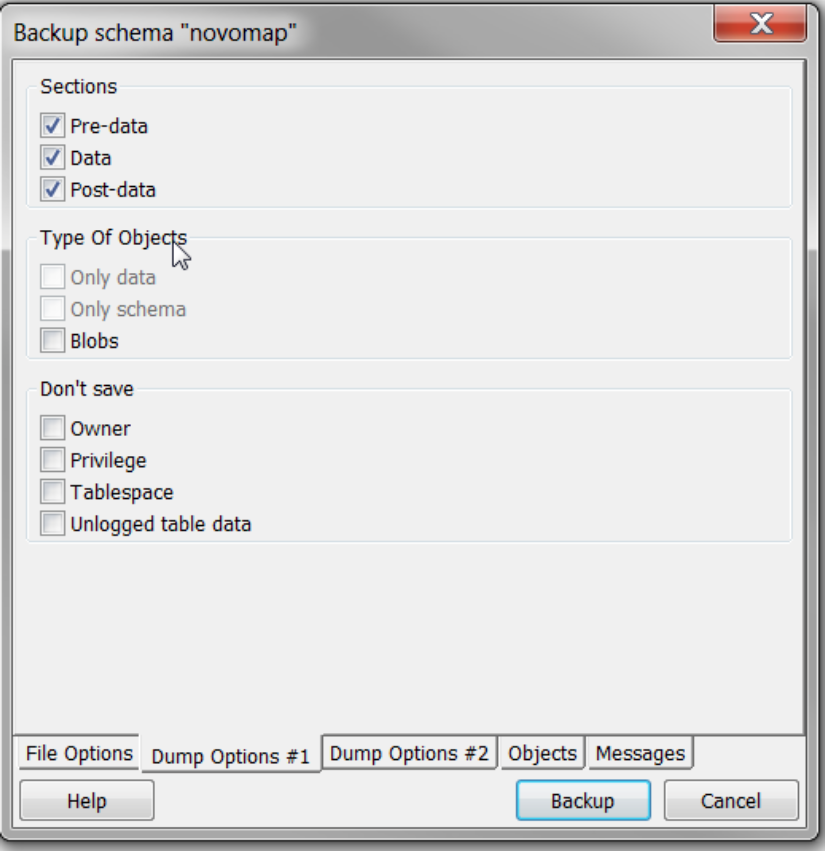 Backup schema "novomap"
Sections
Pre-data
Data
Post-data
Type Of Objects
Only data
Only schema
Blobs
Don't save
Owner
Privilege
Tablespace
Unlogged table data
File Options Dump Options #1 Dump Options #2 Objects Messages
Help Backup Cancel